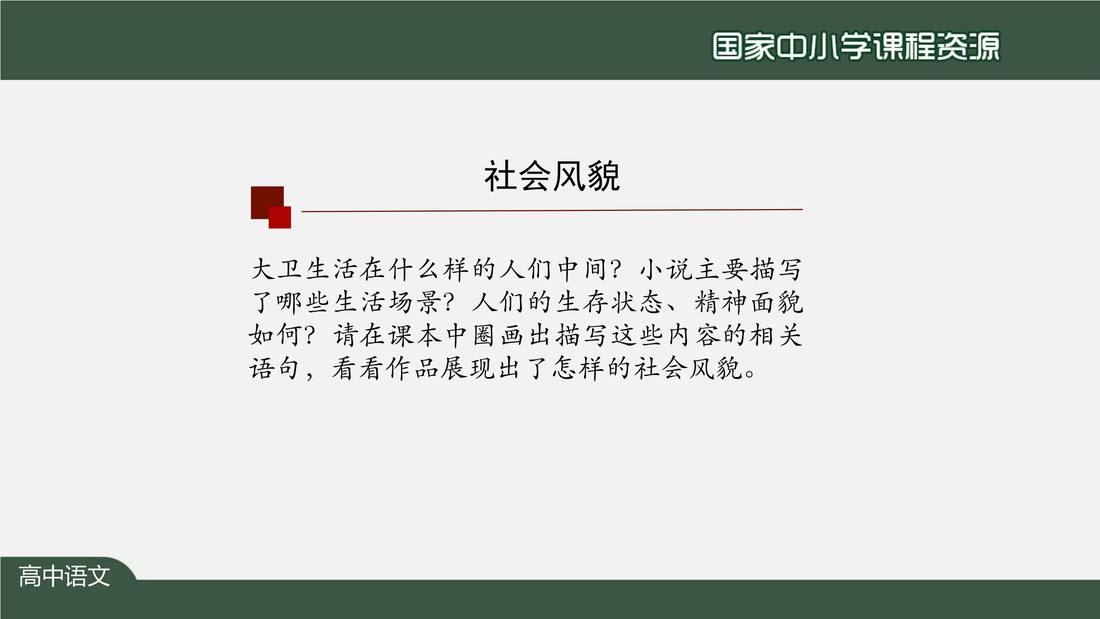 国家中小学课程资源
社会风貌
大卫生活在什么样的人们中间？小说主要描写
了哪些生活场景？人们的生存状态、精神面貌
如何？请在课本中圈画出描写这些内容的相关
语句，看看作品展现出了怎样的社会风貌。
高中语文